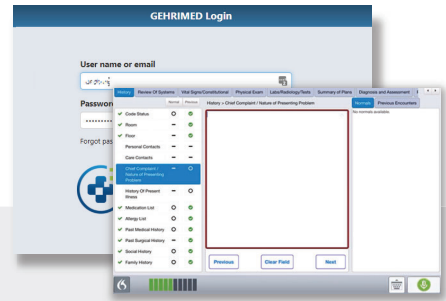 GEHRIMED Login
User name or email
Password
Forgot pas
History Review Of Systems Vital Signs/Constitutional Physical Exam Labs/Radiology/Tests Summary of Plans Diagnosis and Assessment
Normal Previous
History > Chief Complaint / Nature of Presenting Problem
Normals Previous Encounters
No normals available.
Code Status
Room
Floor
Personal Contacts
Care Contacts
Chief Complaint /
Nature of Presenting
Problem
History Of Present
Illness
Medication List
Allergy List
Past Medical History
Past Surgical History
Social History
Family History
Previous Clear Field Next